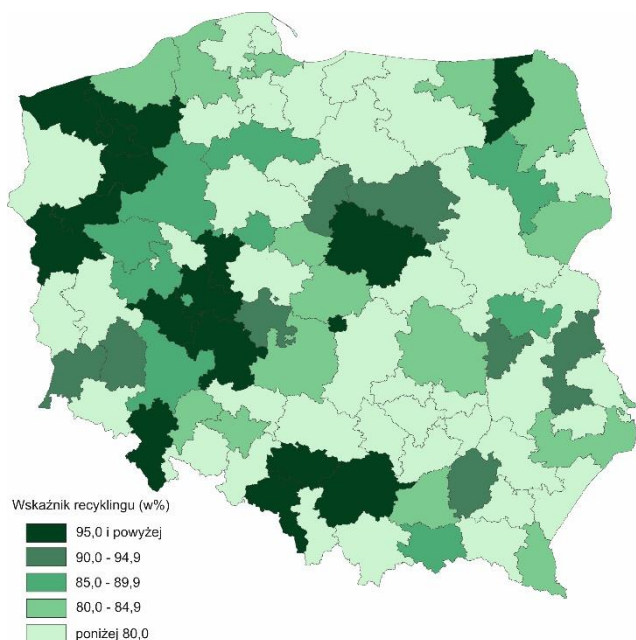 Wskaźnik recyklingu (w%)
95,0 i powyżej
90,0 - 94,9
85,0 - 89,9
80,0 - 84,9
poniżej 80,0